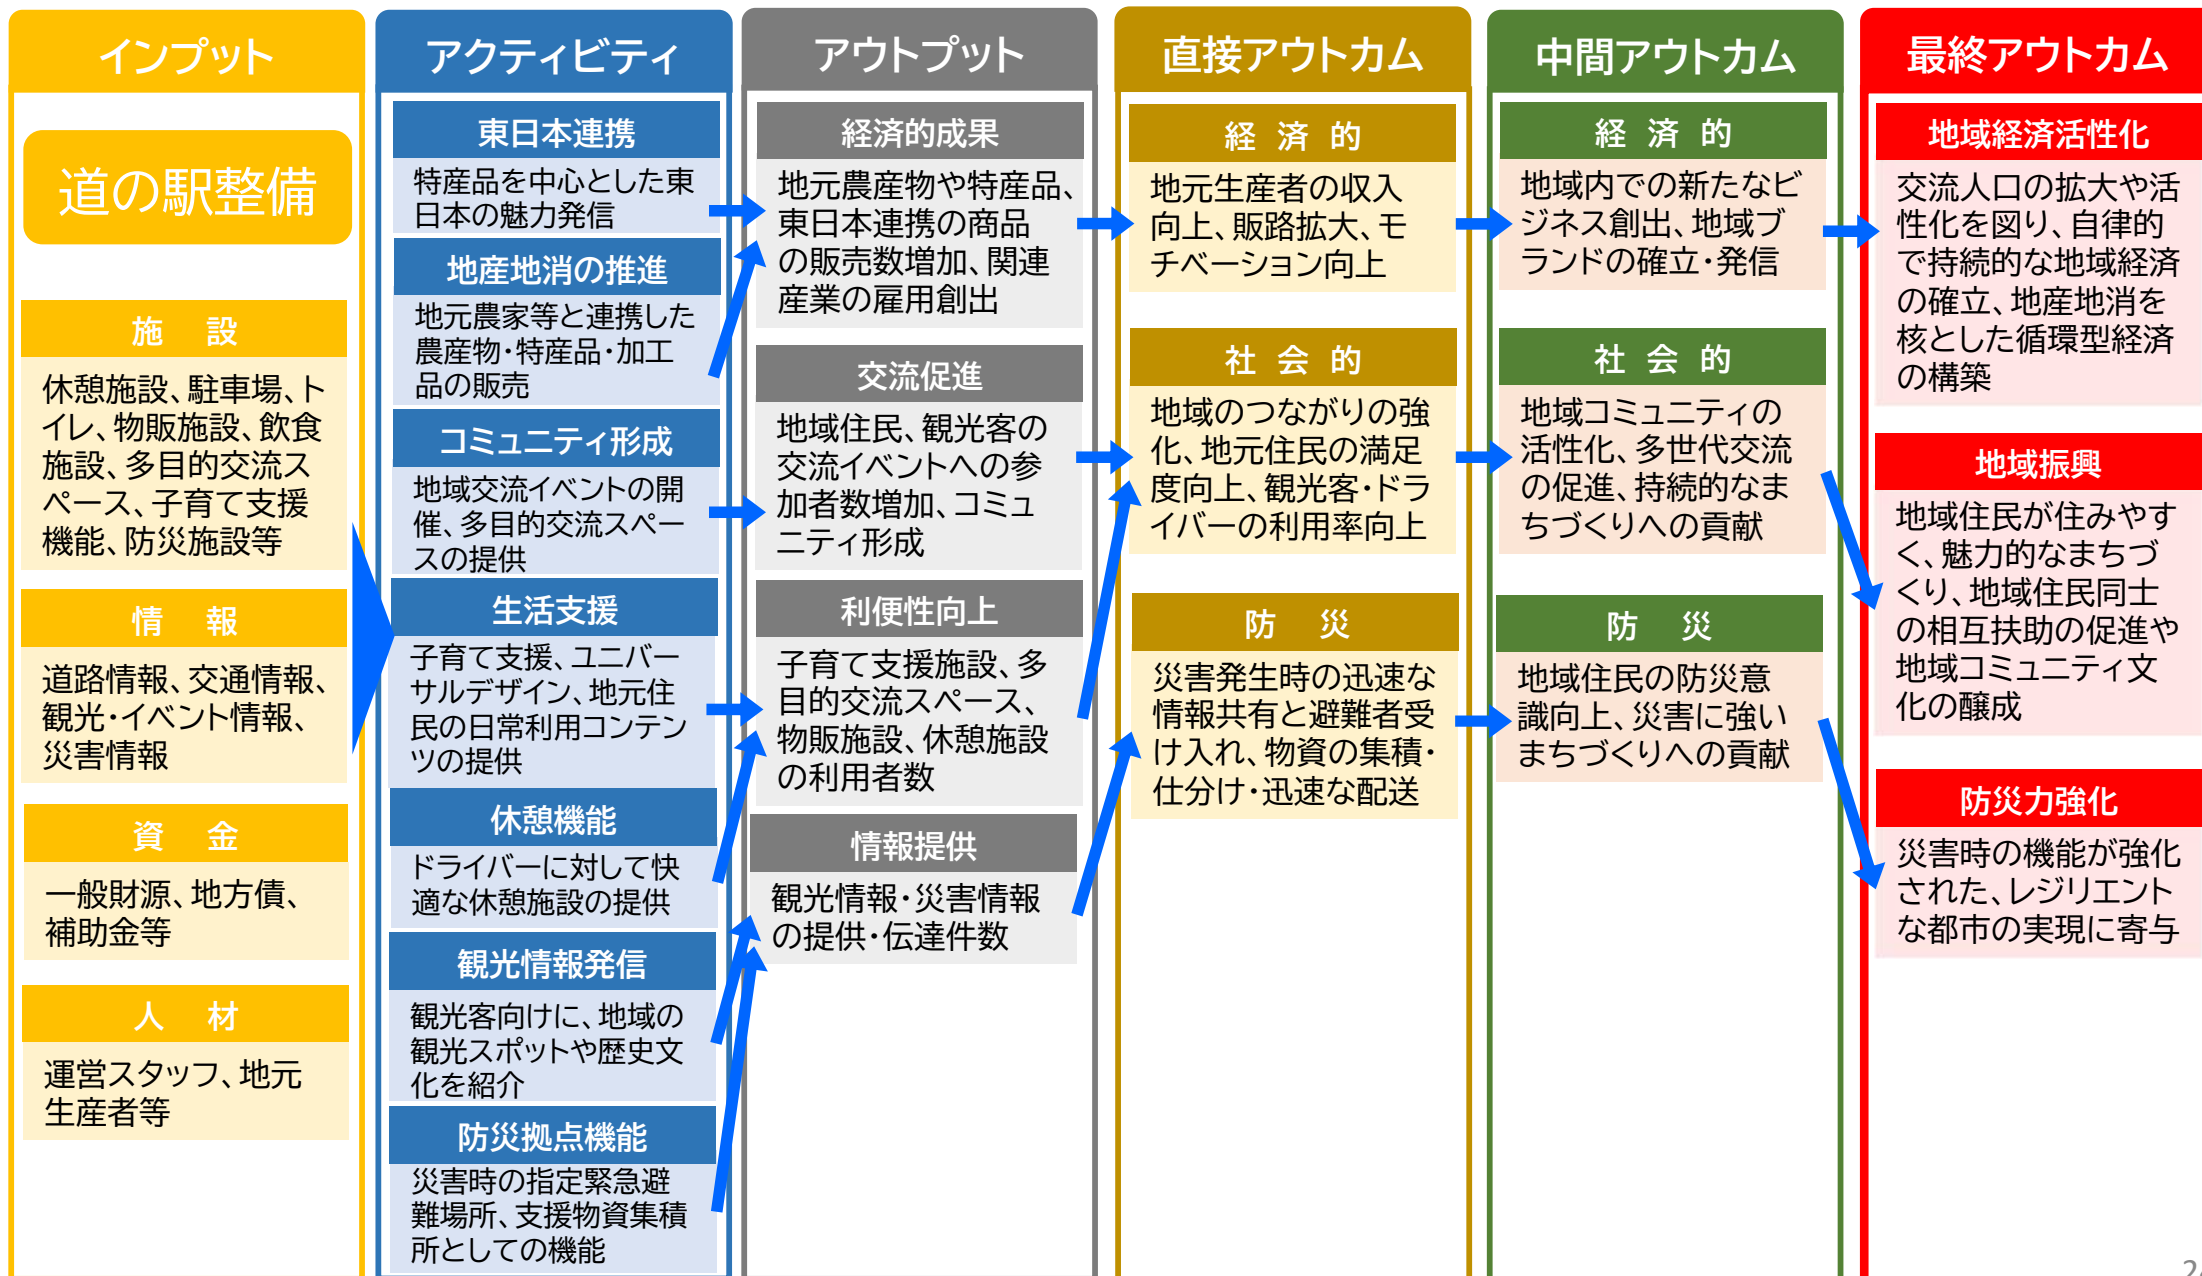 インプット
道の駅整備
施　設
休憩施設、駐車場、ト
イレ、物販施設、飲食
施設、多目的交流ス
ペース、子育て支援
機能、防災施設等
情　報
道路情報、交通情報、
観光・イベント情報、
災害情報
資　金
一般財源、地方債、
補助金等
人　材
運営スタッフ、地元
生産者等
アクティビティ
東日本連携
特産品を中心とした東
日本の魅力発信
地産地消の推進
地元農家等と連携した
農産物・特産品・加工
品の販売
コミュニティ形成
地域交流イベントの開
催、多目的交流スペー
スの提供
生活支援
子育て支援、ユニバー
サルデザイン、地元住
民の日常利用コンテン
ツの提供
休憩機能
ドライバーに対して快
適な休憩施設の提供
観光情報発信
観光客向けに、地域の
観光スポットや歴史文
化を紹介
防災拠点機能
災害時の指定緊急避
難場所、支援物資集積
所としての機能
アウトプット
経済的成果
地元農産物や特産品、
東日本連携の商品
の販売数増加、関連
産業の雇用創出
交流促進
地域住民、観光客の
交流イベントへの参
加者数増加、コミュ
ニティ形成
利便性向上
子育て支援施設、多
目的交流スペース、
物販施設、休憩施設
の利用者数
情報提供
観光情報・災害情報
の提供・伝達件数
直接アウトカム
経 済 的
地元生産者の収入
向上、販路拡大、モ
チベーション向上
社 会 的
地域のつながりの強
化、地元住民の満足
度向上、観光客・ドラ
イバーの利用率向上
防　災
災害発生時の迅速な
情報共有と避難者受
け入れ、物資の集積・
仕分け・迅速な配送
中間アウトカム
経 済 的
地域内での新たなビ
ジネス創出、地域ブ
ランドの確立・発信
社 会 的
地域コミュニティの
活性化、多世代交流
の促進、持続的なま
ちづくりへの貢献
防　災
地域住民の防災意
識向上、災害に強い
まちづくりへの貢献
最終アウトカム
地域経済活性化
交流人口の拡大や活
性化を図り、自律的
で持続的な地域経済
の確立、地産地消を
核とした循環型経済
の構築
地域振興
地域住民が住みやす
く、魅力的なまちづ
くり、地域住民同士
の相互扶助の促進や
地域コミュニティ文
化の醸成
防災力強化
災害時の機能が強化
された、レジリエント
な都市の実現に寄与